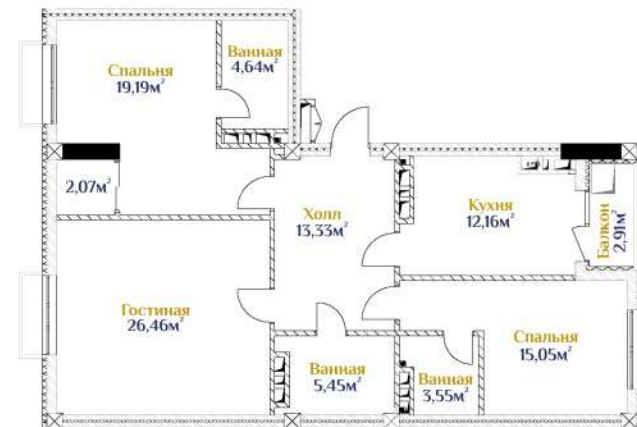 Ванная
4,64м²
Спальня
19,19м²
2,07м²
Холл
13,33м²
Кухня
12,16м²
Балкон
2,91м²
Гостиная
26,46м²
Спальня
15,05м²
Ванная
5,45м²
Ванная
3,55м²